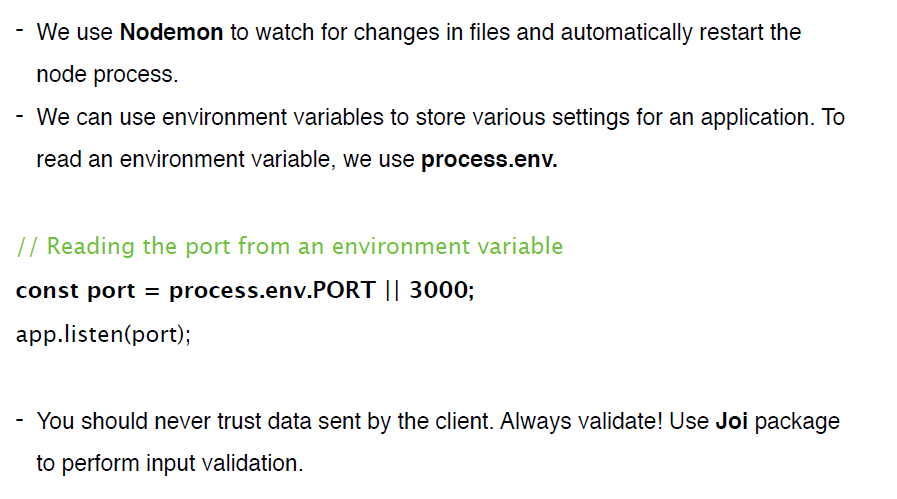 - We use Nodemon to watch for changes in files and automatically restart the
node process.
- We can use environment variables to store various settings for an application. To
read an environment variable, we use process.env.
// Reading the port from an environment variable
const port = process.env.PORT || 3000;
app.listen(port);
- You should never trust data sent by the client. Always validate! Use Joi package
to perform input validation.